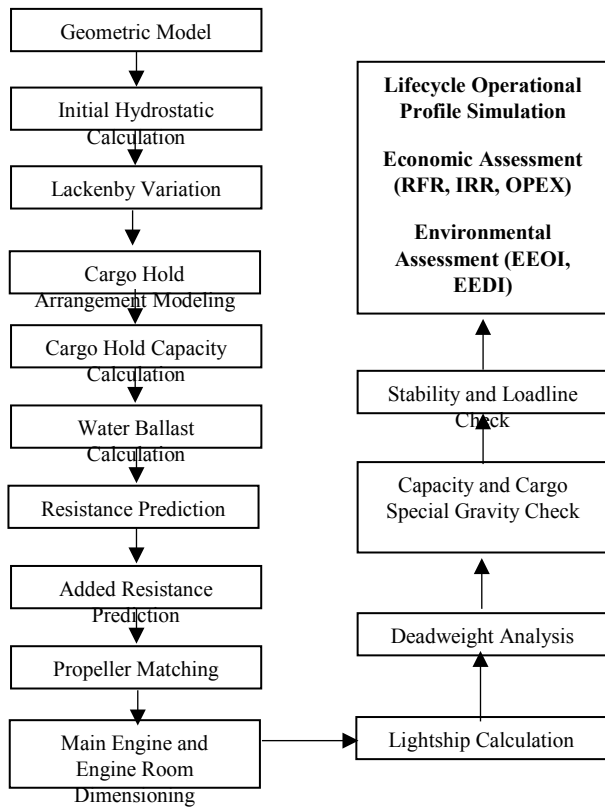 Geometric Model
Initial Hydrostatic
Calculation
Lackenby Variation
Cargo Hold
Arrangement Modeling
Cargo Hold Capacity
Calculation
Water Ballast
Calculation
Resistance Prediction
Added Resistance
Prediction
Propeller Matching
Main Engine and
Engine Room
Dimensioning
Lightship Calculation
Deadweight Analysis
Capacity and Cargo
Special Gravity Check
Stability and Loadline
Check
Lifecycle Operational
Profile Simulation
Economic Assessment
(RFR, IRR, OPEX)
Environmental
Assessment (EEOI,
EEDI)